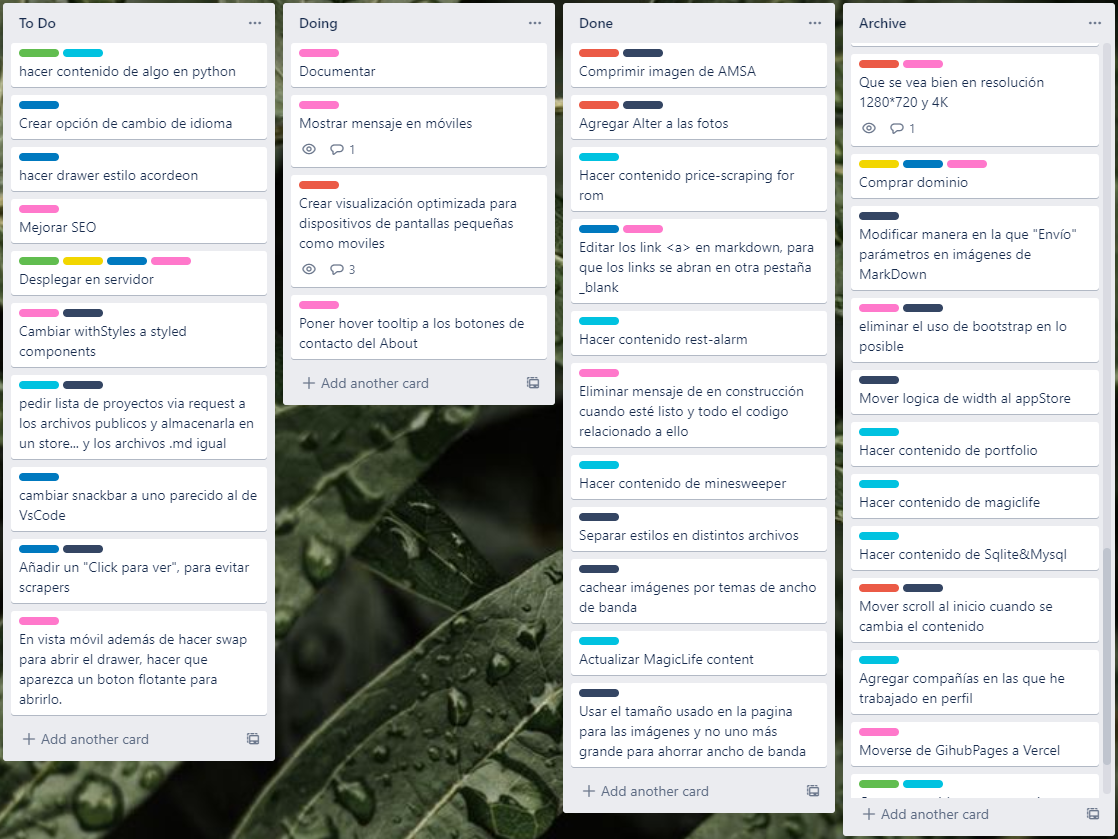 To Do
hacer contenido de algo en python
Crear opción de cambio de idioma
hacer drawer estilo acordeon
Mejorar SEO
Desplegar en servidor
Cambiar withStyles a styled
components
pedir lista de proyectos via request a
los archivos publicos y almacenarla en
un store... y los archivos .md igual
cambiar snackbar a uno parecido al de
VsCode
Añadir un "Click para ver", para evitar
scrapers
En vista móvil además de hacer swap
para abrir el drawer, hacer que
aparezca un boton flotante para
abrirlo.
+ Add another card
Doing
Documentar
Mostrar mensaje en móviles
1
Crear visualización optimizada para
dispositivos de pantallas pequeñas
como moviles
3
Poner hover tooltip a los botones de
contacto del About
+ Add another card
Done
Comprimir imagen de AMSA
Agregar Alter a las fotos
Hacer contenido price-scraping for
rom
Editar los link <a> en markdown, para
que los links se abran en otra pestaña
_blank
Hacer contenido rest-alarm
Eliminar mensaje de en construcción
cuando esté listo y todo el codigo
relacionado a ello
Hacer contenido de minesweeper
Separar estilos en distintos archivos
cachear imágenes por temas de ancho
de banda
Actualizar MagicLife content
Usar el tamaño usado en la pagina
para las imágenes y no uno más
grande para ahorrar ancho de banda
+ Add another card
Archive
Que se vea bien en resolución
1280*720 y 4K
1
Comprar dominio
Modificar manera en la que "Envío"
parámetros en imágenes de
MarkDown
eliminar el uso de bootstrap en lo
posible
Mover logica de width al appStore
Hacer contenido de portfolio
Hacer contenido de magiclife
Hacer contenido de Sqlite&Mysql
Mover scroll al inicio cuando se
cambia el contenido
Agregar compañías en las que he
trabajado en perfil
Moverse de GihubPages a Vercel
+ Add another card